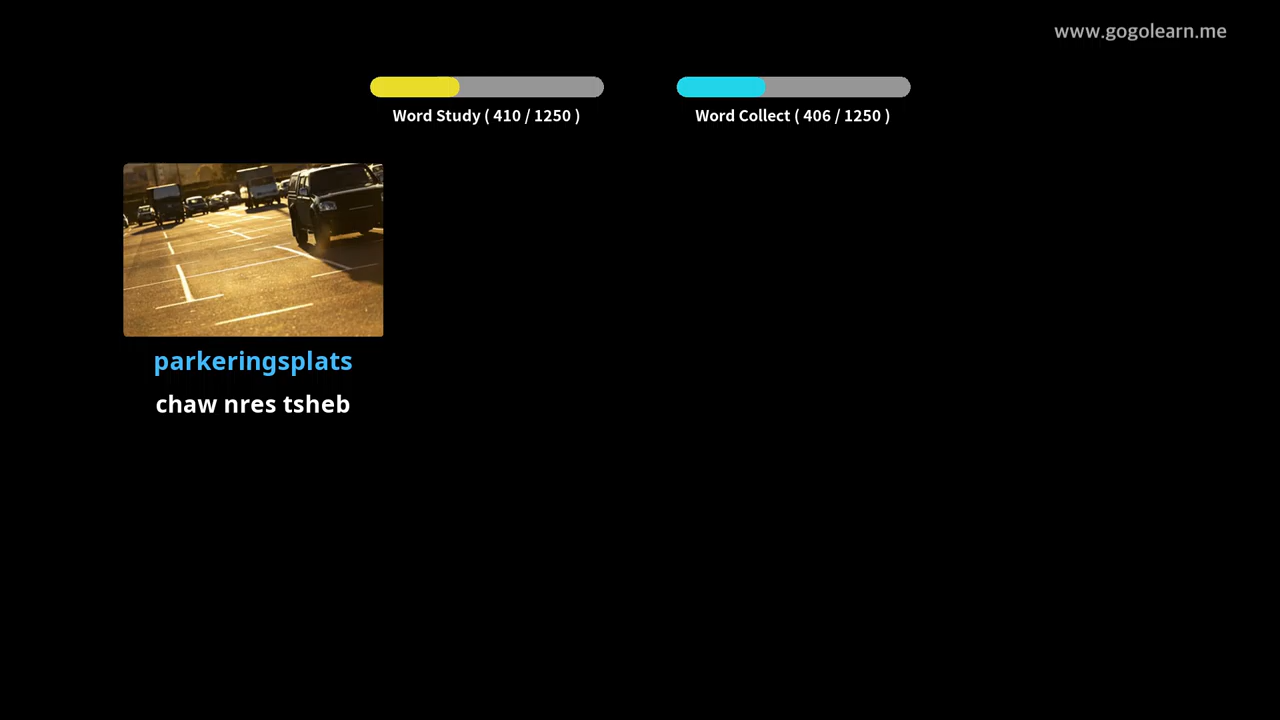 www.gogolearn.me
Word Study ( 410 / 1250 )
Word Collect ( 406 / 1250 )
parkeringsplats
chaw nres tsheb